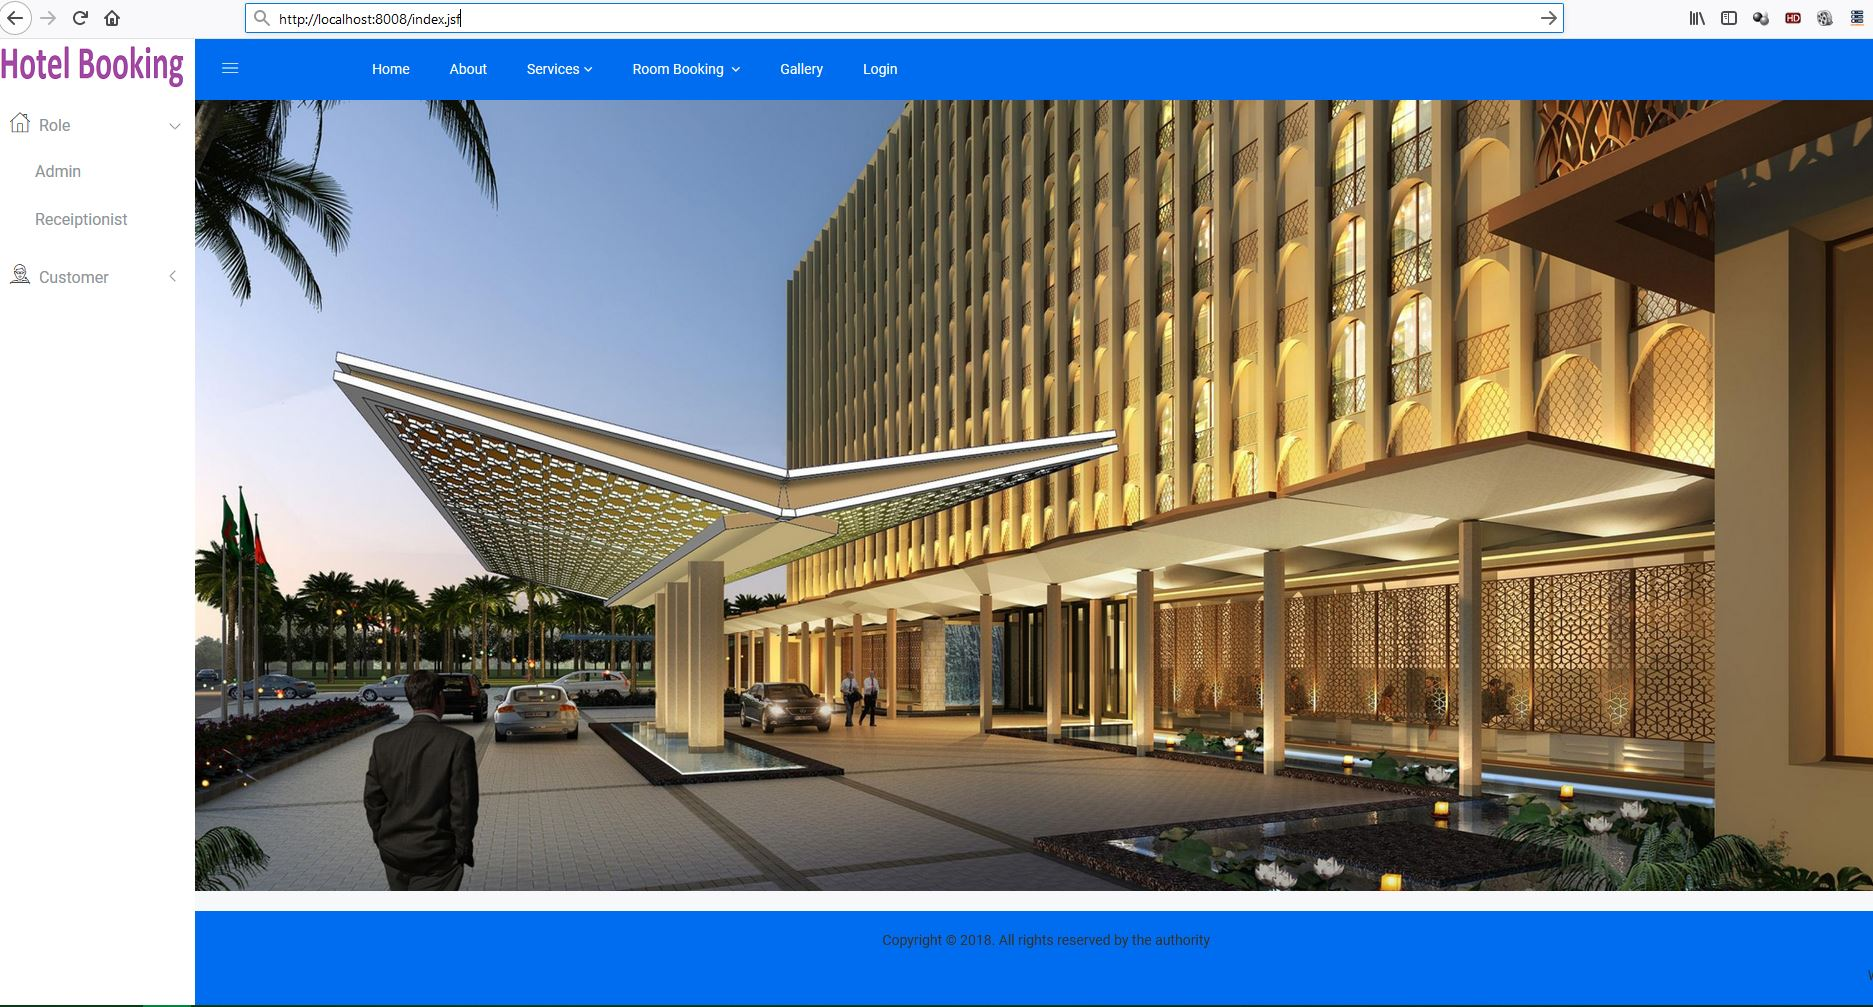 http://localhost:8008/index.jsf
HD
Hotel Booking
Home About Services Room Booking Gallery Login
Role
Admin
Receiptionist
Customer
Copyright © 2018. All rights reserved by the authority